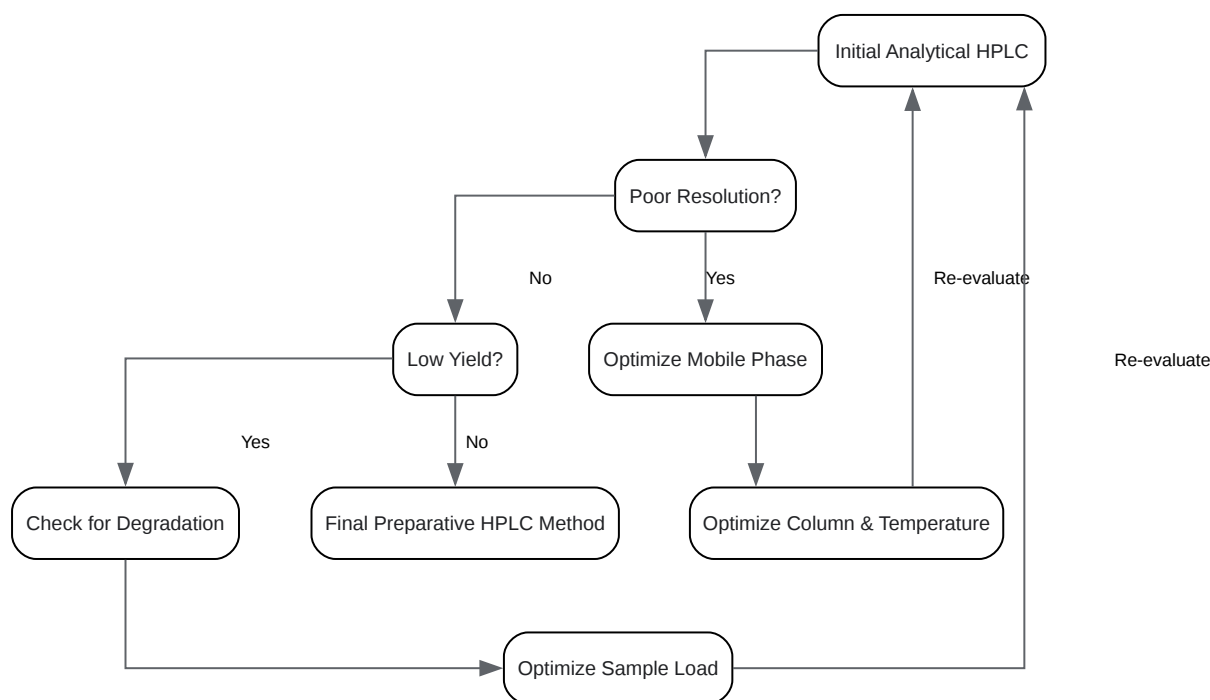 Initial Analytical HPLC
Poor Resolution?
No
Yes
Re-evaluate
Low Yield?
Optimize Mobile Phase
Re-evaluate
Yes
No
Check for Degradation
Final Preparative HPLC Method
Optimize Column & Temperature
Optimize Sample Load